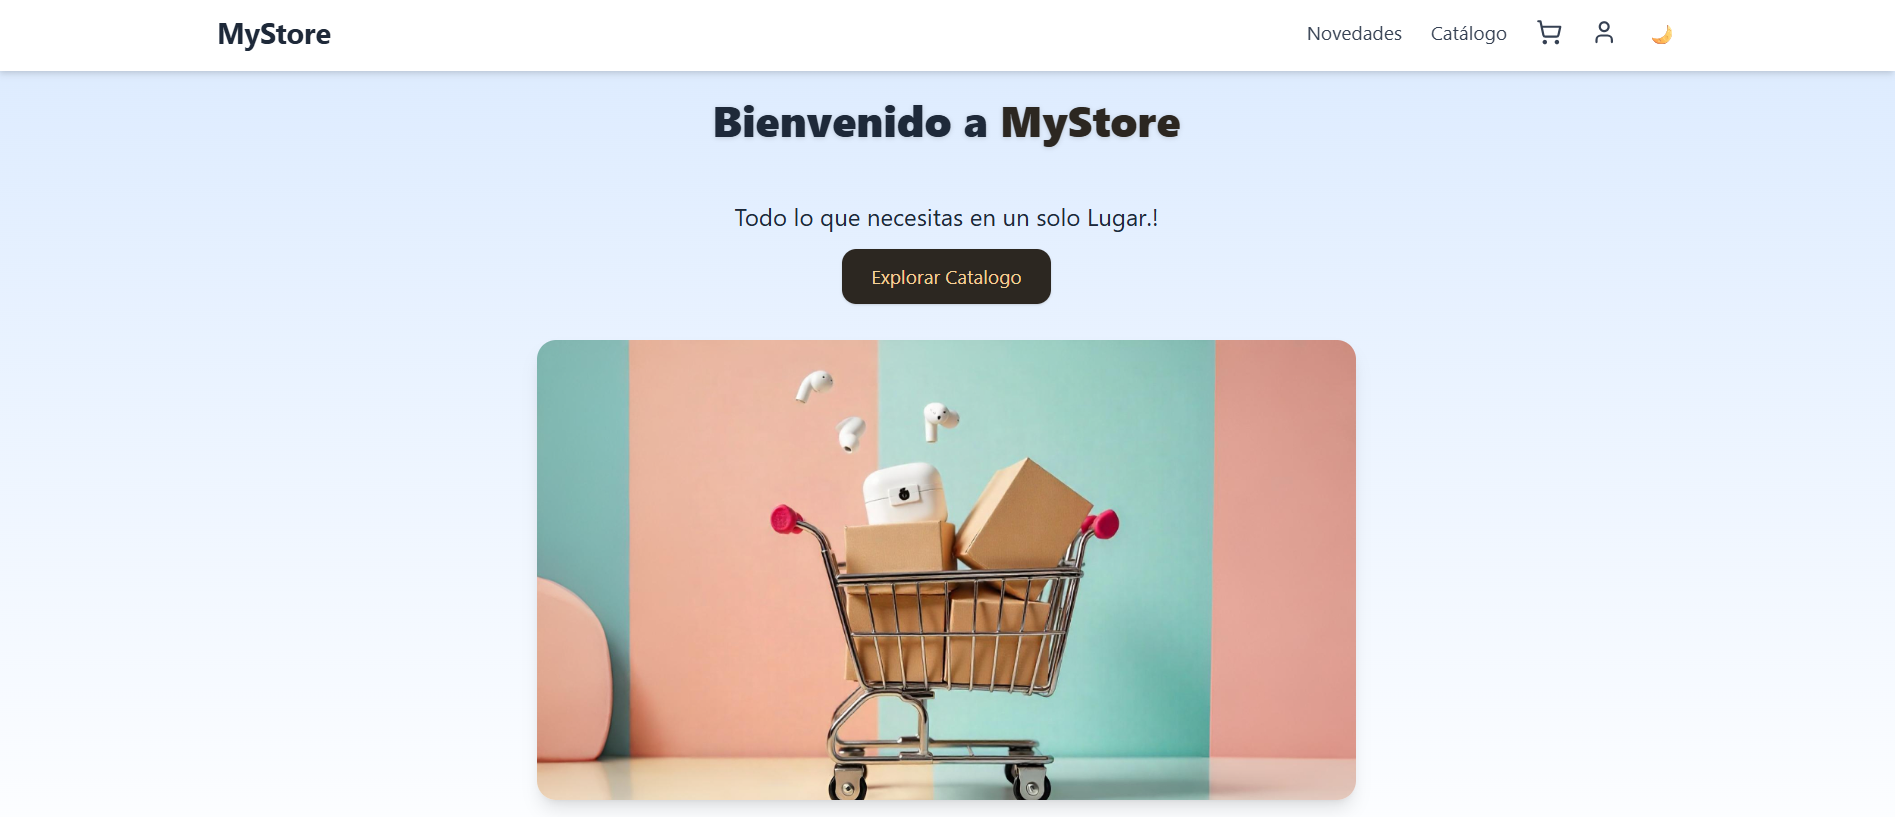 MyStore
Novedades
Catálogo
Bienvenido a MyStore
Todo lo que necesitas en un solo Lugar.!
Explorar Catalogo